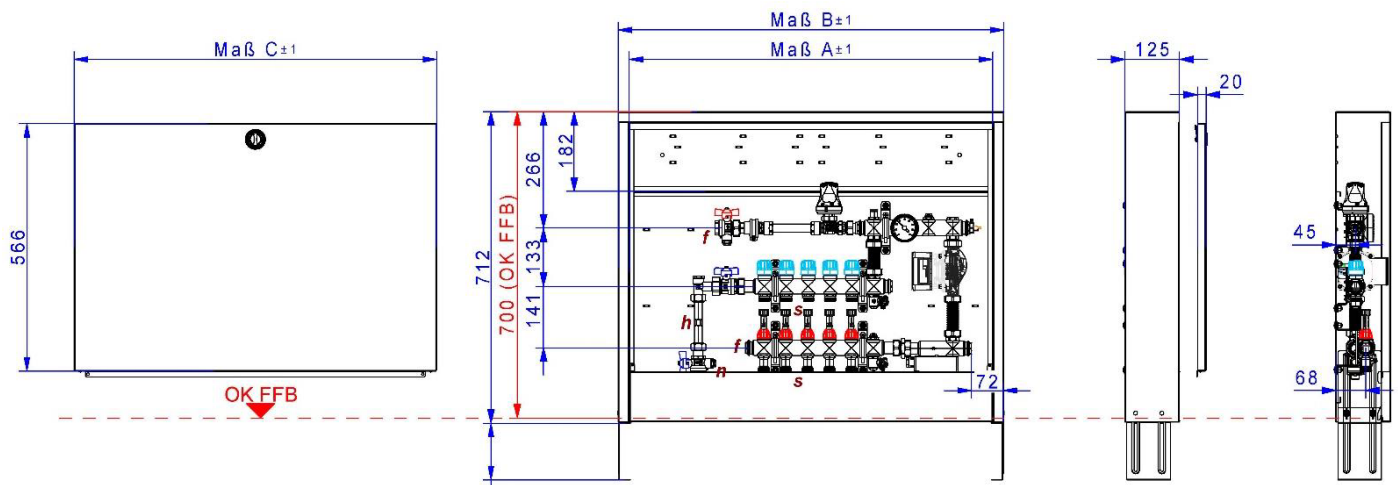 Maß C±1
566
OK FFB
Maß B±1
Maß A±1
712
700 (OK FFB)
266
133
141
182
f
h
n
s
f
s
72
125
20
45
68